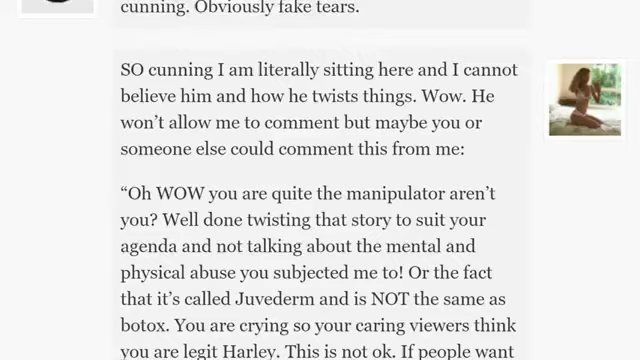 cunning. Obviously fake tears.
SO cunning I am literally sitting here and I cannot
believe him and how he twists things. Wow. He
won't allow me to comment but maybe you or
someone else could comment this from me:
“Oh WOW you are quite the manipulator aren't
you? Well done twisting that story to suit your
agenda and not talking about the mental and
physical abuse you subjected me to! Or the fact
that it's called Juvederm and is NOT the same as
botox. You are crying so your caring viewers think
you are legit Harley. This is not ok. If people want